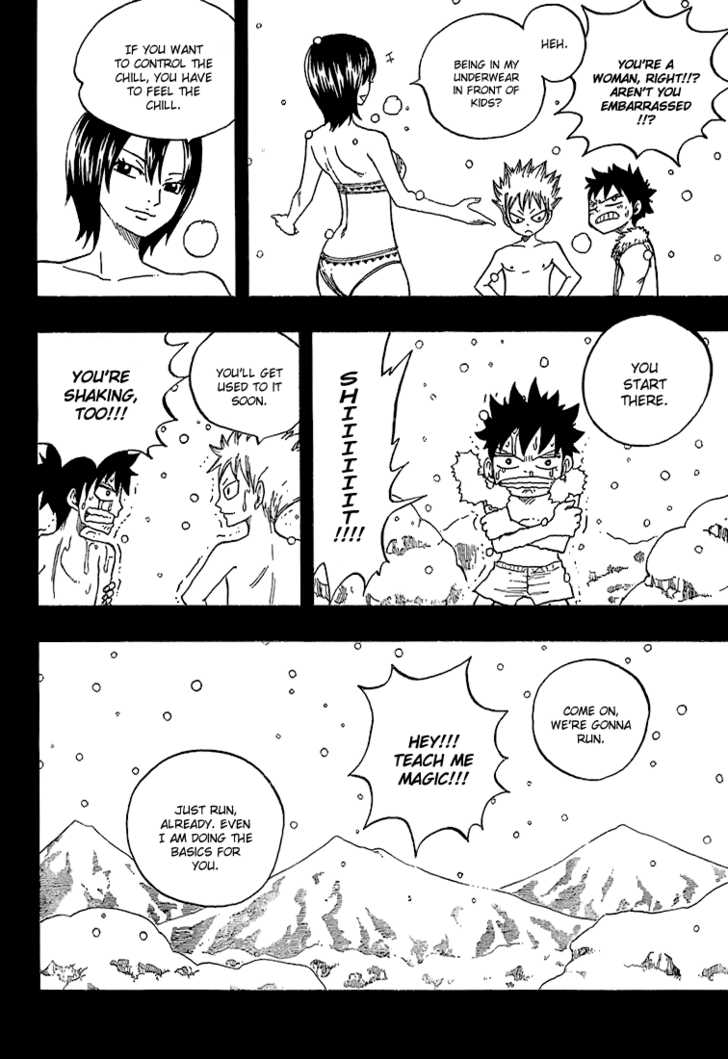 YOU'RE A
WOMAN, RIGHT!!?
AREN'T YOU
EMBARRASSED
!!?
HEH.
BEING IN MY
UNDERWEAR
IN FRONT OF
KIDS?
IF YOU WANT
TO CONTROL THE
CHILL, YOU HAVE
TO FEEL THE
CHILL.
YOU
START
THERE.
SHIIIIIIT!!!!
YOU'LL GET
USED TO IT
SOON.
YOU'RE
SHAKING,
TOO!!!
COME ON,
WE'RE GONNA
RUN.
HEY!!!
TEACH ME
MAGIC!!!
JUST RUN,
ALREADY. EVEN
I AM DOING THE
BASICS FOR
YOU.